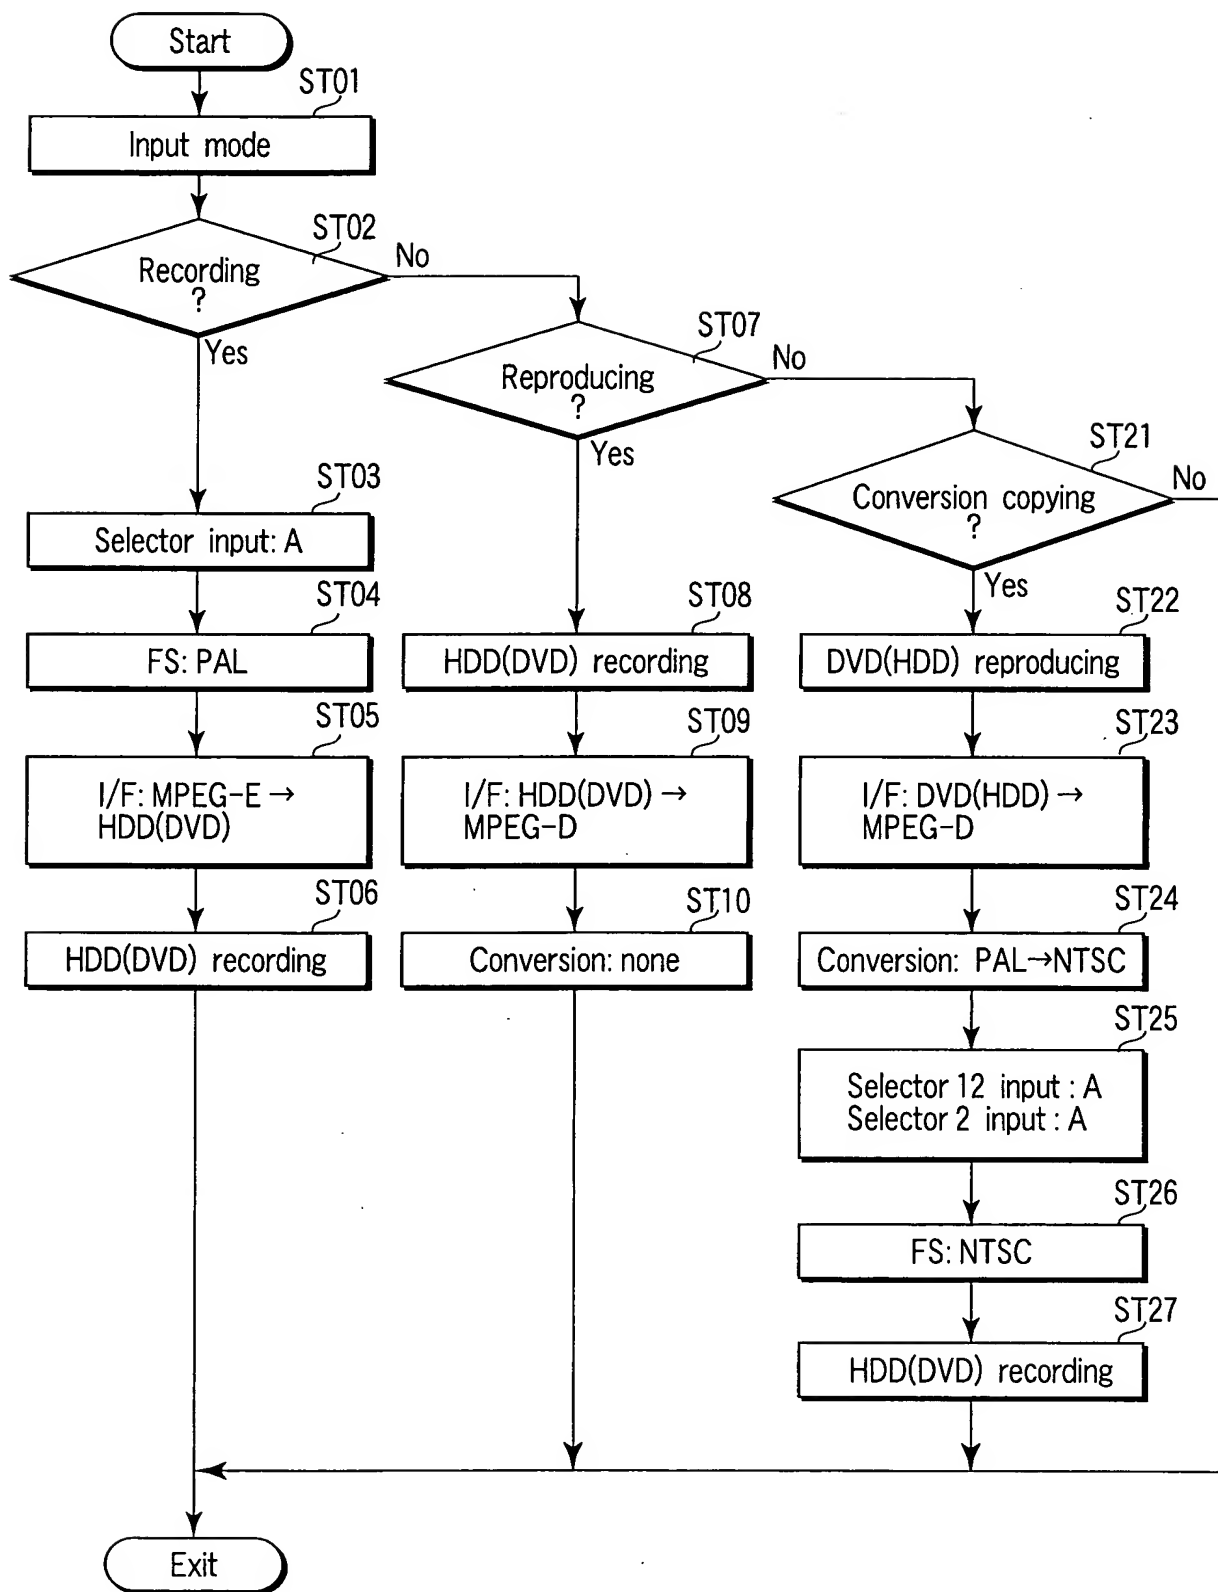 Start
ST01
Input mode
ST02
Recording
?
No
Yes
ST07
Reproducing
?
No
Yes
ST21
Conversion copying
?
No
Yes
ST03
Selector input: A
ST04
FS: PAL
ST05
I/F: MPEG-E →
HDD(DVD)
ST06
HDD(DVD) recording
ST08
HDD(DVD) recording
ST09
I/F: HDD(DVD) →
MPEG-D
ST10
Conversion: none
ST22
DVD(HDD) reproducing
ST23
I/F: DVD(HDD) →
MPEG-D
ST24
Conversion: PAL→NTSC
ST25
Selector 12 input : A
Selector 2 input : A
ST26
FS: NTSC
ST27
HDD(DVD) recording
Exit